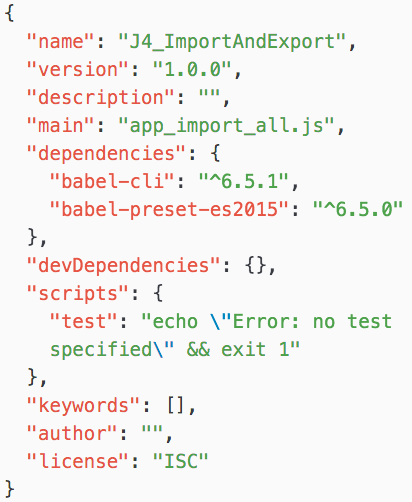 {
  "name": "J4_ImportAndExport",
  "version": "1.0.0",
  "description": "",
  "main": "app_import_all.js",
  "dependencies": {
    "babel-cli": "^6.5.1",
    "babel-preset-es2015": "^6.5.0"
  },
  "devDependencies": {},
  "scripts": {
    "test": "echo \"Error: no test
    specified\" && exit 1"
  },
  "keywords": [],
  "author": "",
  "license": "ISC"
}